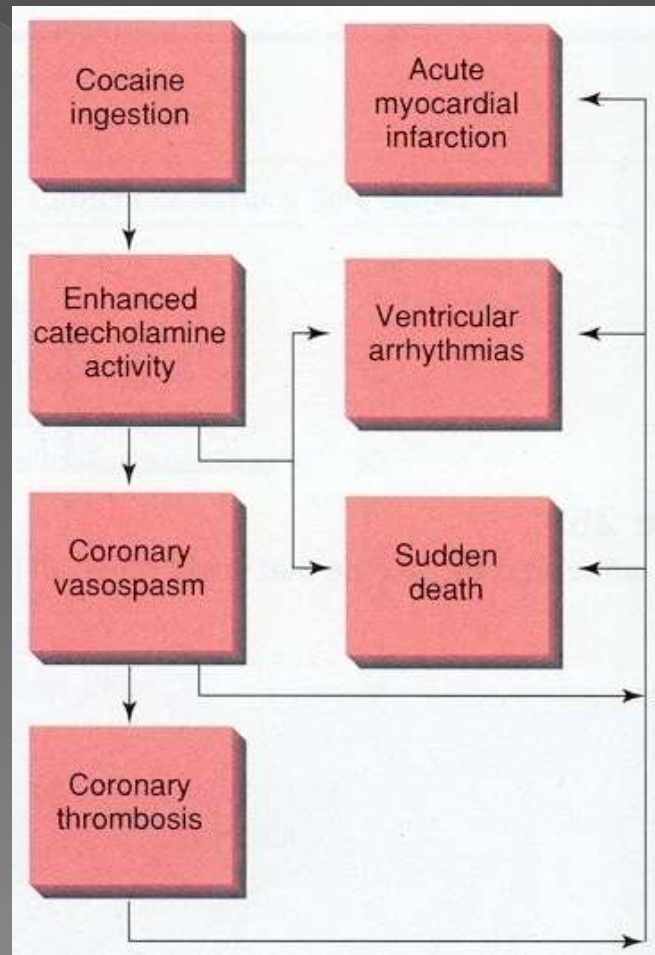 Cocaine
ingestion
Acute
myocardial
infarction
Enhanced
catecholamine
activity
Ventricular
arrhythmias
Coronary
vasospasm
Sudden
death
Coronary
thrombosis